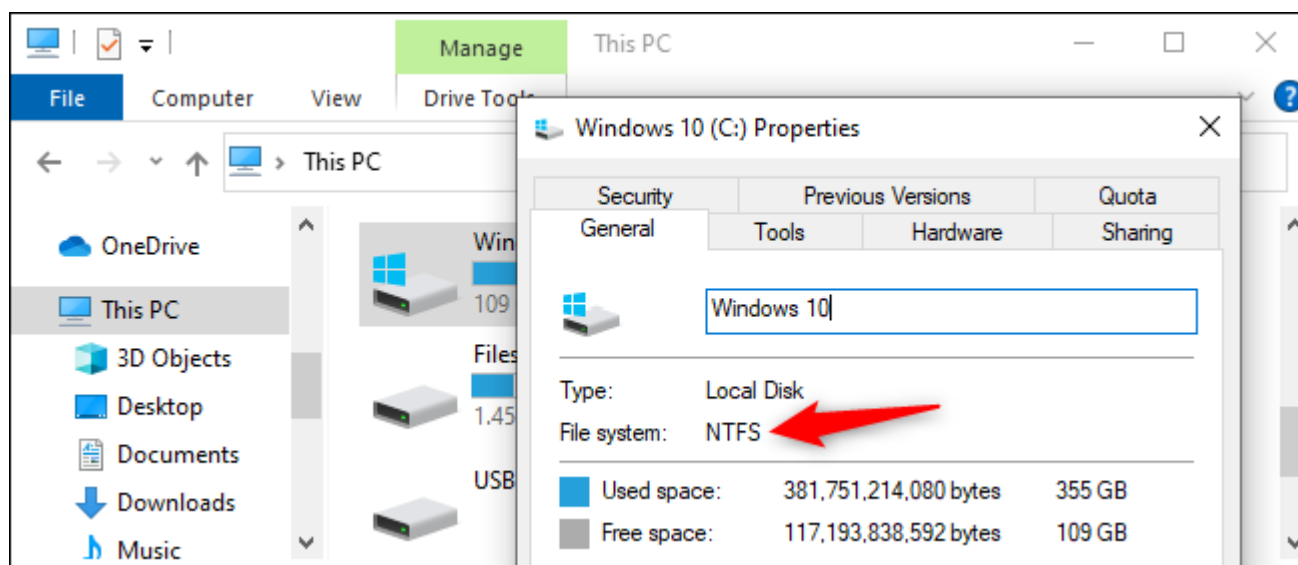 Manage This PC
File Computer View Drive Tools
This PC
Windows 10 (C:) Properties
Security Previous Versions Quota
General Tools Hardware Sharing
OneDrive
This PC
3D Objects
Desktop
Documents
Downloads
Music
Win
109
Files
1.45
USB
Windows 10
Type: Local Disk
File system: NTFS
Used space: 381,751,214,080 bytes 355 GB
Free space: 117,193,838,592 bytes 109 GB